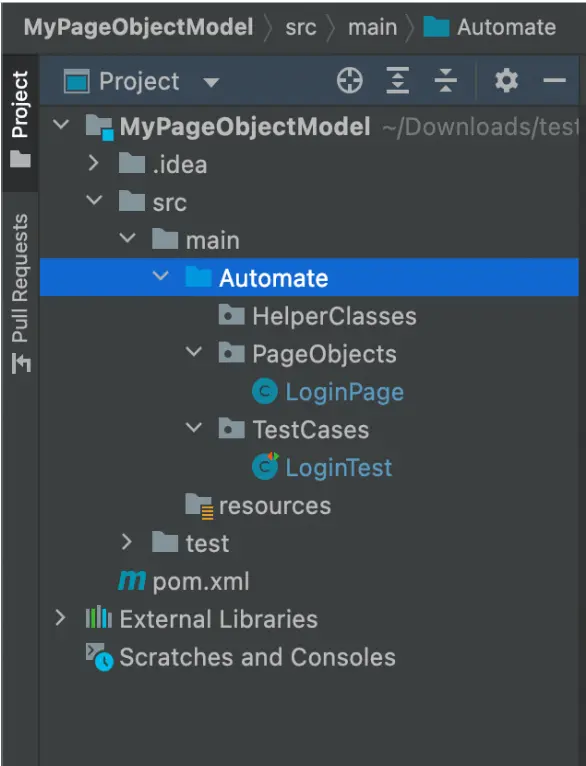 MyPageObjectModel > src > main > Automate
Project
Project
Pull Requests
MyPageObjectModel ~/Downloads/test
.idea
src
main
Automate
HelperClasses
PageObjects
C LoginPage
TestCases
C LoginTest
resources
test
m pom.xml
External Libraries
Scratches and Consoles